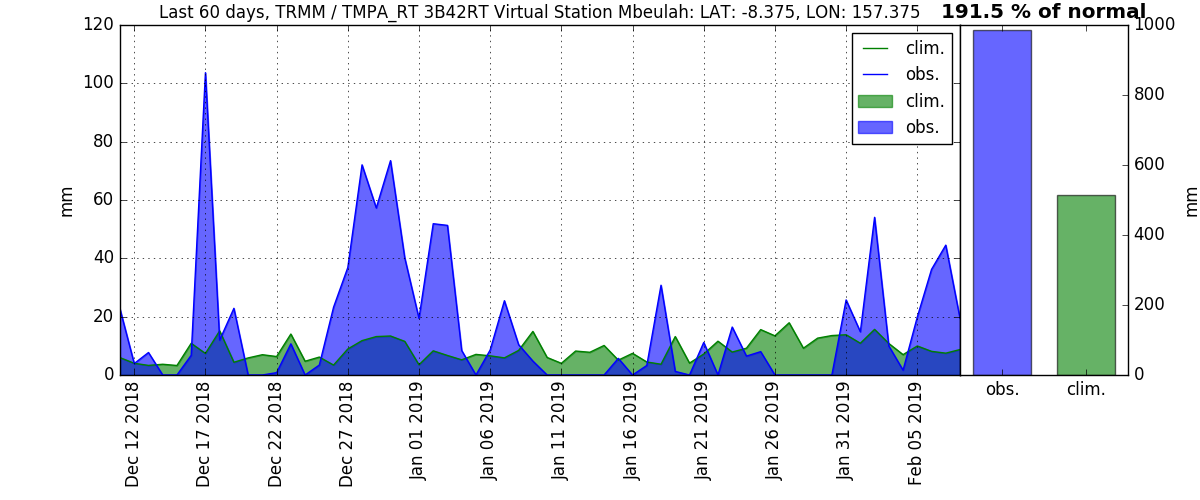 Last 60 days, TRMM / TMPA_RT 3B42RT Virtual Station Mbeulah: LAT: -8.375, LON: 157.375
191.5 % of normal
120
100
80
60
40
20
0
mm
clim.
obs.
clim.
obs.
1000
800
600
400
200
0
mm
obs.
clim.
Dec 12 2018
Dec 17 2018
Dec 22 2018
Dec 27 2018
Jan 01 2019
Jan 06 2019
Jan 11 2019
Jan 16 2019
Jan 21 2019
Jan 26 2019
Jan 31 2019
Feb 05 2019